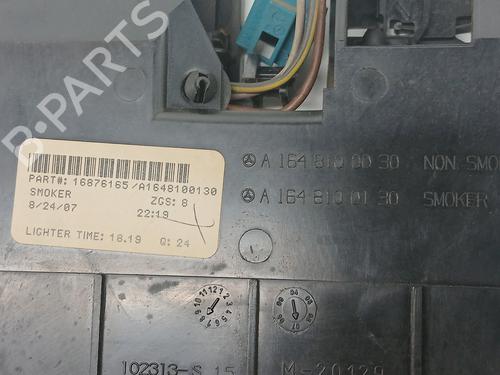 B-PARTS
PART#: 16876165/A1648100130
SMOKER ZGS: 8
8/24/07 22:19
LIGHTER TIME: 18.19 Q: 24
A 164 810 00 30 NON SMO
A 164 810 01 30 SMOKER
102313-S 15 M-20129